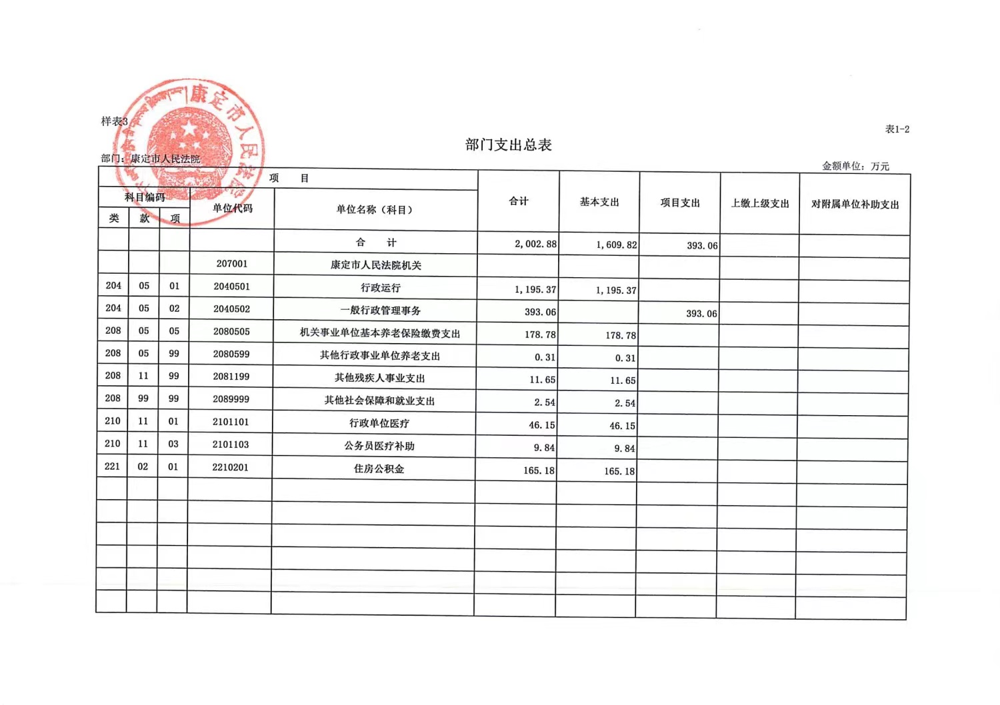 康定市人民法院
样表3
表1-2
部门支出总表
部门：康定市人民法院
金额单位：万元
项 目 合计 基本支出 项目支出 上缴上级支出 对附属单位补助支出
科目编码 单位代码 单位名称（科目）
类 款 项
合 计 2,002.88 1,609.82 393.06
207001 康定市人民法院机关
204 05 01 2040501 行政运行 1,195.37 1,195.37
204 05 02 2040502 一般行政管理事务 393.06 393.06
208 05 05 2080505 机关事业单位基本养老保险缴费支出 178.78 178.78
208 05 99 2080599 其他行政事业单位养老支出 0.31 0.31
208 11 99 2081199 其他残疾人事业支出 11.65 11.65
208 99 99 2089999 其他社会保障和就业支出 2.54 2.54
210 11 01 2101101 行政单位医疗 46.15 46.15
210 11 03 2101103 公务员医疗补助 9.84 9.84
221 02 01 2210201 住房公积金 165.18 165.18